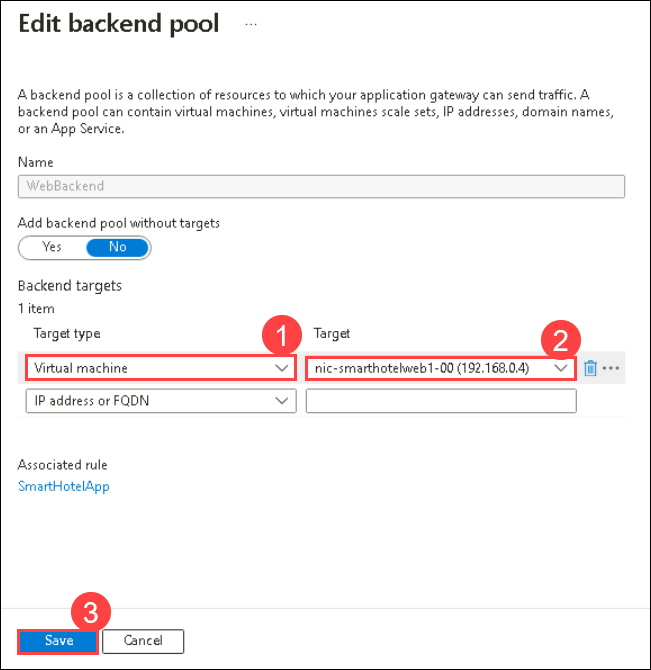 Edit backend pool ...
A backend pool is a collection of resources to which your application gateway can send traffic. A
backend pool can contain virtual machines, virtual machines scale sets, IP addresses, domain names,
or an App Service.
Name
WebBackend
Add backend pool without targets
Yes No
Backend targets
1 item
Target type 1 Target 2
Virtual machine nic-smarthotelweb1-00 (192.168.0.4) ...
IP address or FQDN
Associated rule
SmartHotelApp
3
Save Cancel